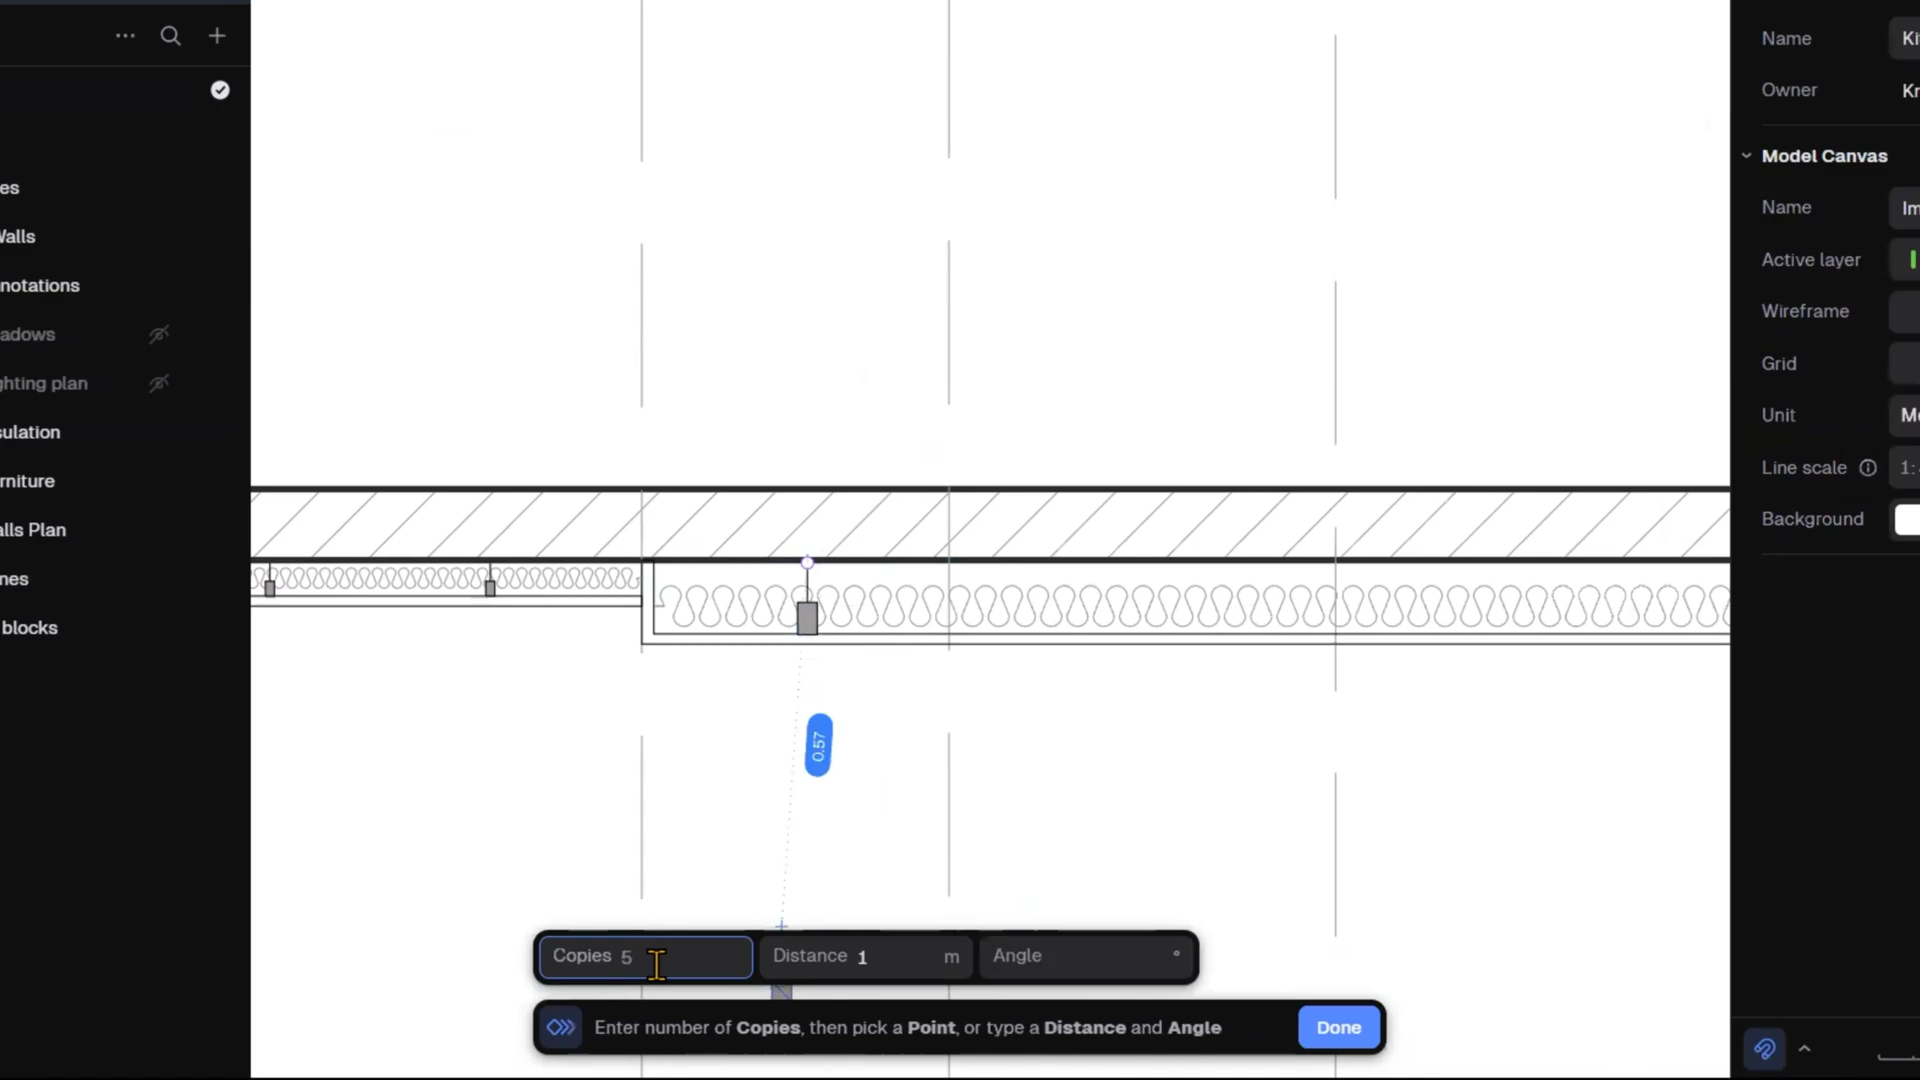 es
Valls
notations
adows
ghting plan
sulation
rniture
alls Plan
nes
blocks
0.57
Copies 5 Distance 1 m Angle °
Enter number of Copies, then pick a Point, or type a Distance and Angle Done
Name Ki
Owner Kr
Model Canvas
Name Im
Active layer
Wireframe
Grid
Unit Me
Line scale 1:
Background